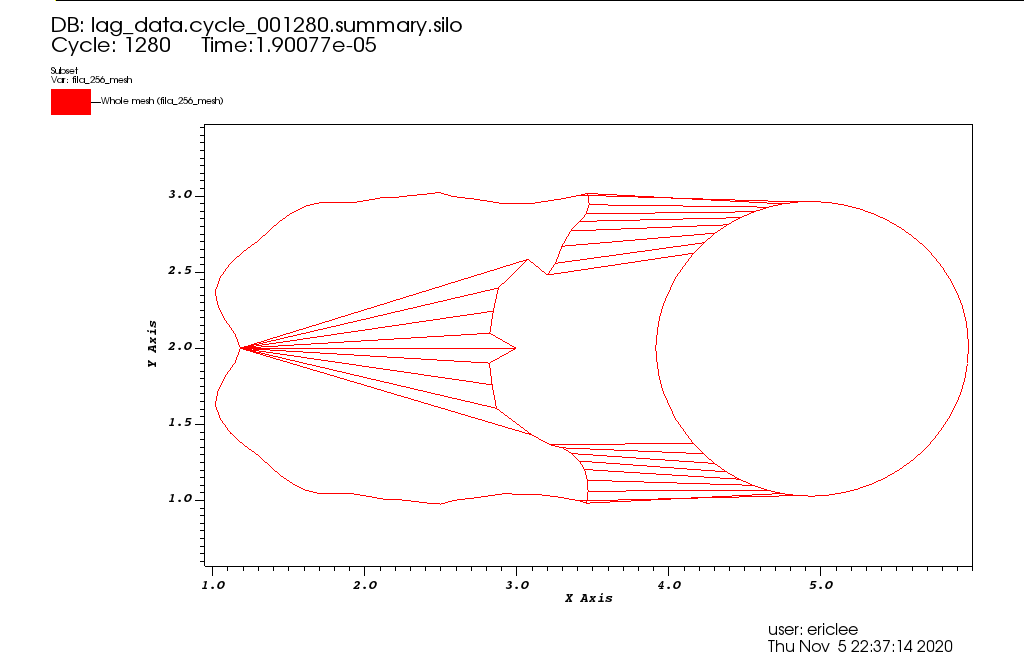 DB: lag_data.cycle_001280.summary.silo
Cycle: 1280 Time:1.90077e-05
Subset
Var: fila_256_mesh
Whole mesh (fila_256_mesh)
3.0
2.5
2.0
1.5
1.0
Y Axis
1.0 2.0 3.0 4.0 5.0
X Axis
user: ericlee
Thu Nov 5 22:37:14 2020